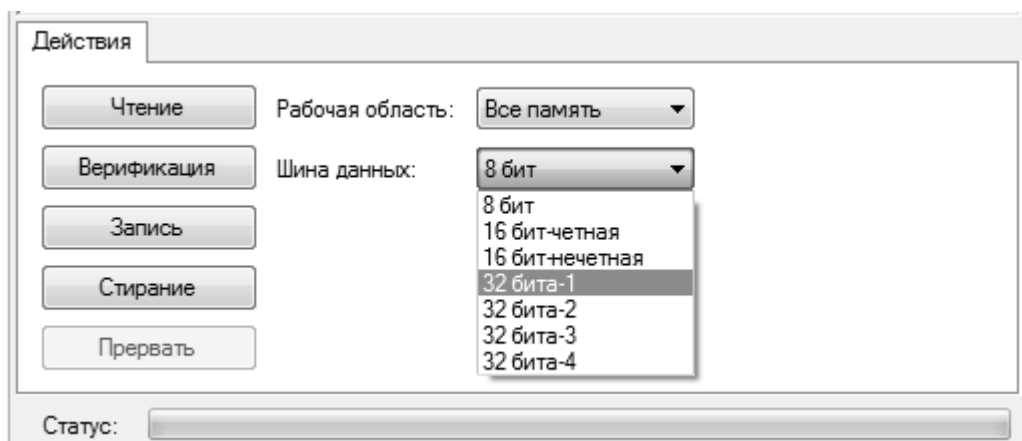 Действия
Чтение Рабочая область: Все память
Верификация Шина данных: 8 бит
8 бит
Запись 16 бит-четная
16 бит-нечетная
Стирание 32 бита-1
32 бита-2
32 бита-3
Прервать 32 бита-4
Статус: